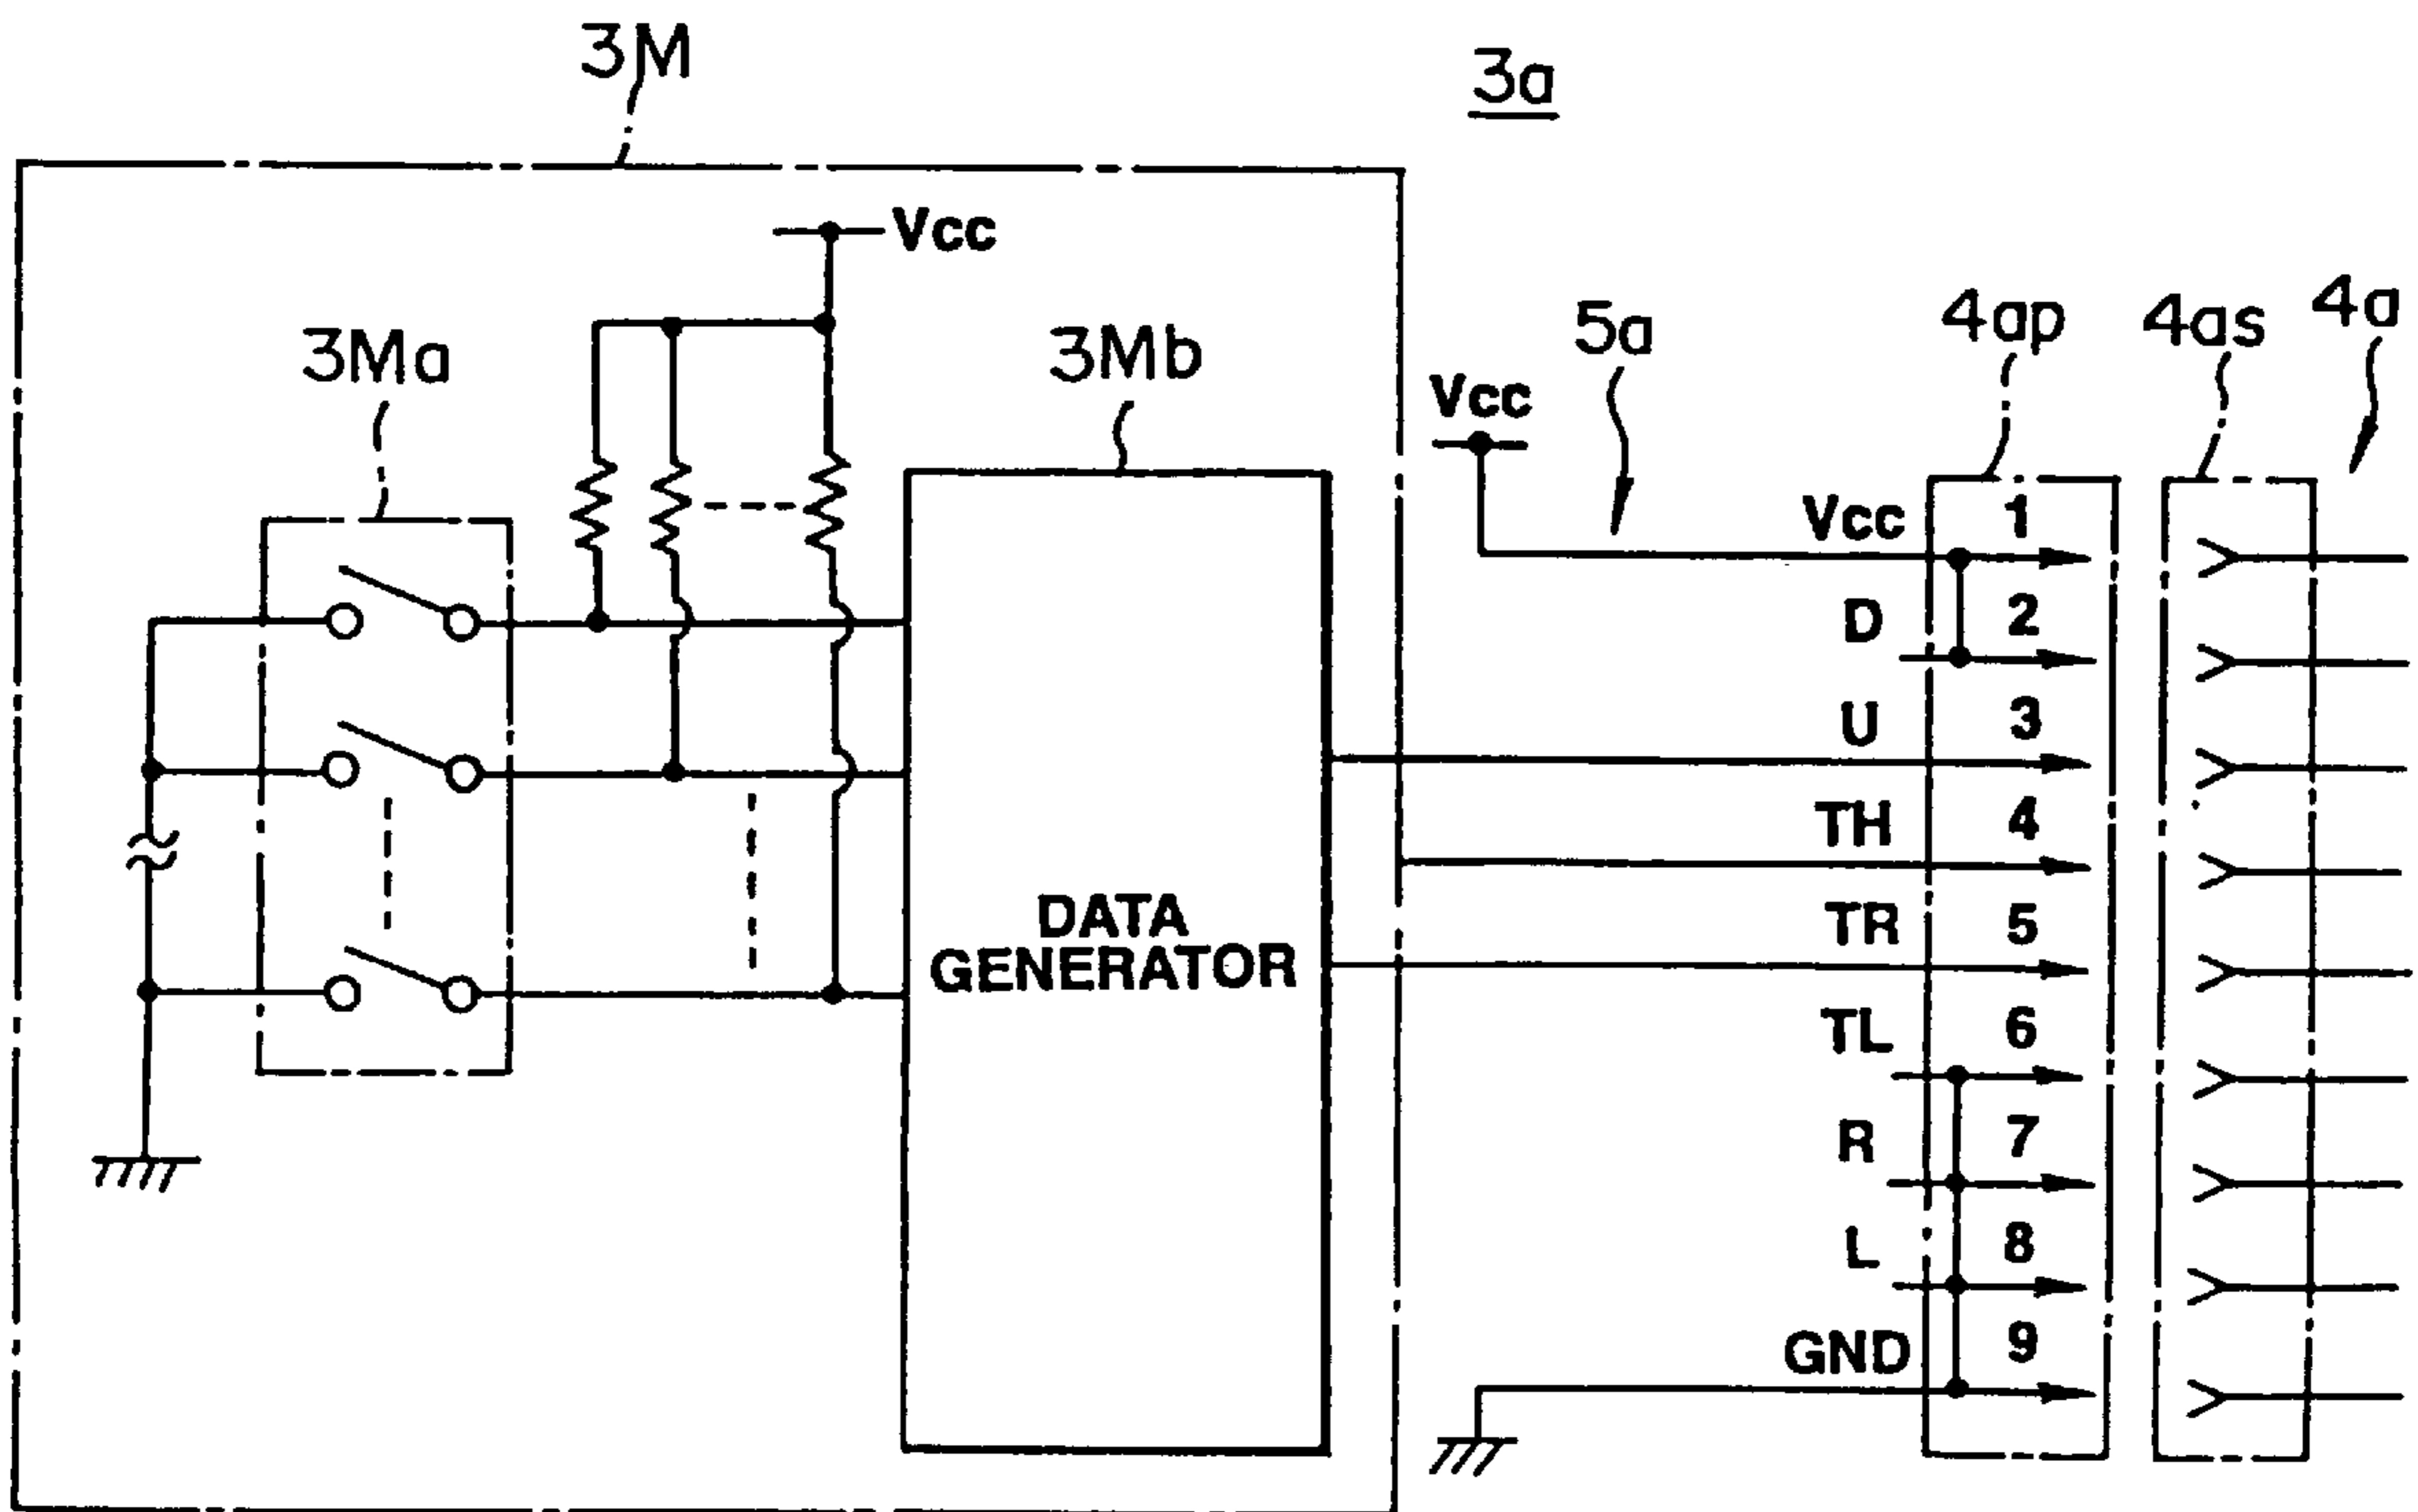 3M
3a
Vcc
3Ma
3Mb
5a
4ap
4as
4a
Vcc
Vcc 1
D 2
U 3
TH 4
TR 5
TL 6
R 7
L 8
GND 9
DATA
GENERATOR